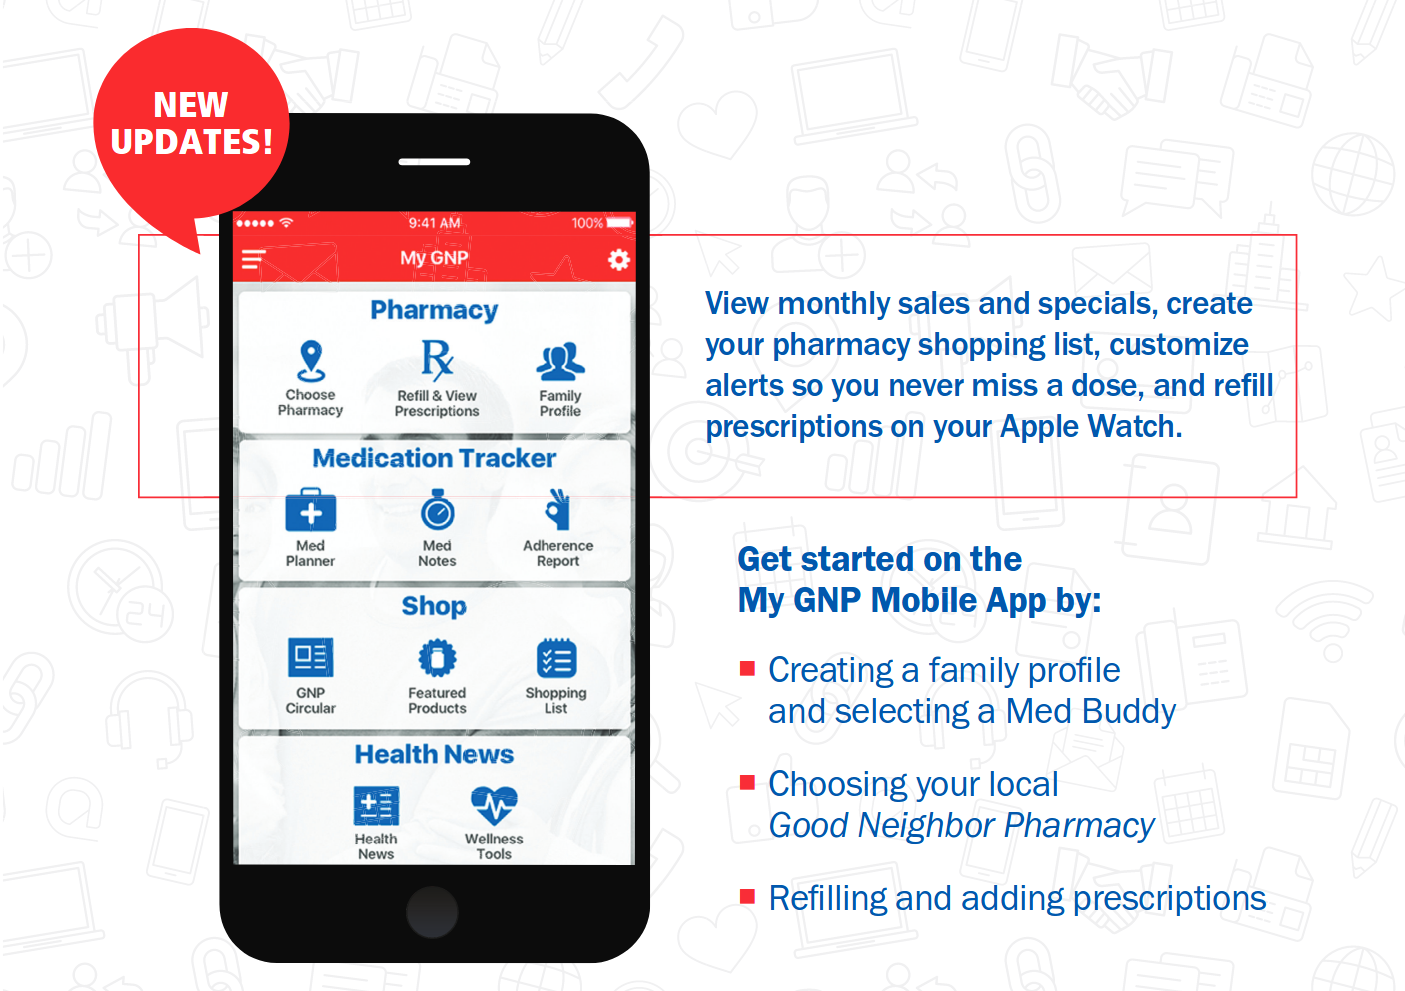 NEW
UPDATES!
9:41 AM
100%
My GNP
Pharmacy
Choose
Pharmacy
Refill & View
Prescriptions
Family
Profile
Medication Tracker
Med
Planner
Med
Notes
Adherence
Report
Shop
GNP
Circular
Featured
Products
Shopping
List
Health News
Health
News
Wellness
Tools
View monthly sales and specials, create
your pharmacy shopping list, customize
alerts so you never miss a dose, and refill
prescriptions on your Apple Watch.
Get started on the
My GNP Mobile App by:
Creating a family profile
and selecting a Med Buddy
Choosing your local
Good Neighbor Pharmacy
Refilling and adding prescriptions